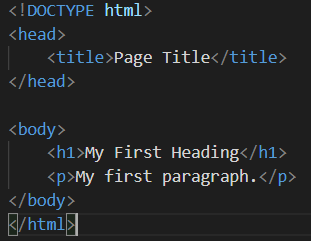 <!DOCTYPE html>
<head>
<title>Page Title</title>
</head>
<body>
<h1>My First Heading</h1>
<p>My first paragraph.</p>
</body>
</html>